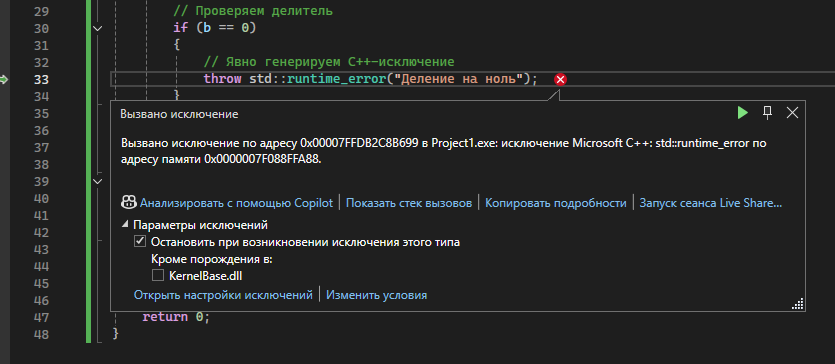 29 // Проверяем делитель
30 if (b == 0)
31 {
32 // Явно генерируем C++-исключение
33 throw std::runtime_error("Деление на ноль");
34 }
35
Вызвано исключение
36
37 Вызвано исключение по адресу 0x00007FFDB2C8B699 в Project1.exe: исключение Microsoft C++: std::runtime_error по
38 адресу памяти 0x0000007F088FFA88.
39
40 Анализировать с помощью Copilot | Показать стек вызовов | Копировать подробности | Запуск сеанса Live Share...
41 Параметры исключений
42 Остановить при возникновении исключения этого типа
43 Кроме порождения в:
44 KernelBase.dll
45
Открыть настройки исключений | Изменить условия
46
47 return 0;
48 }